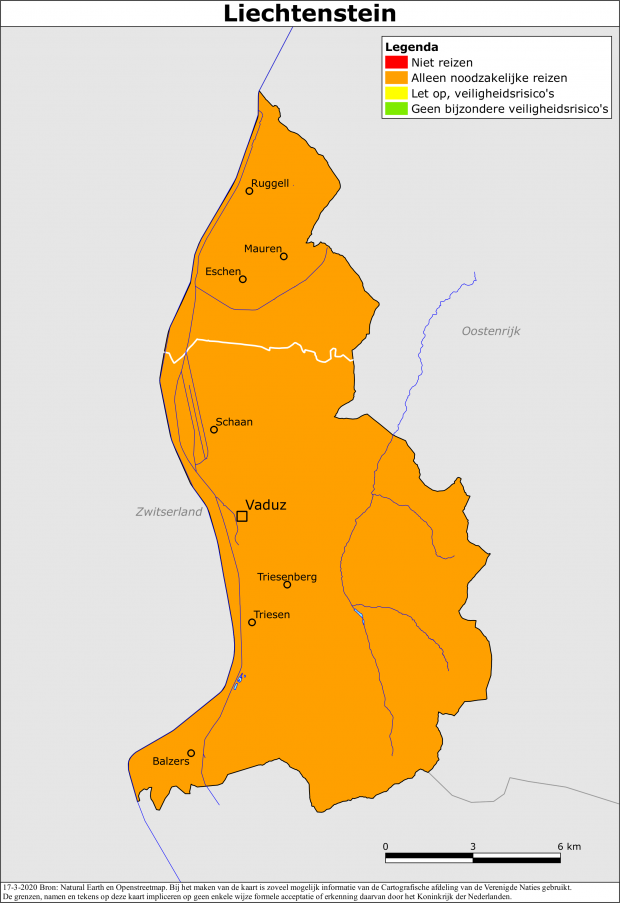 Liechtenstein
Legenda
Niet reizen
Alleen noodzakelijke reizen
Let op, veiligheidsrisico's
Geen bijzondere veiligheidsrisico's
Ruggell
Mauren
Eschen
Oostenrijk
Schaan
Vaduz
Zwitserland
Triesenberg
Triesen
Balzers
0 3 6 km
17-3-2020 Bron: Natural Earth en Openstreetmap. Bij het maken van de kaart is zoveel mogelijk informatie van de Cartografische afdeling van de Verenigde Naties gebruikt.
De grenzen, namen en tekens op deze kaart impliceren op geen enkele wijze formele acceptatie of erkenning daarvan door het Koninkrijk der Nederlanden.